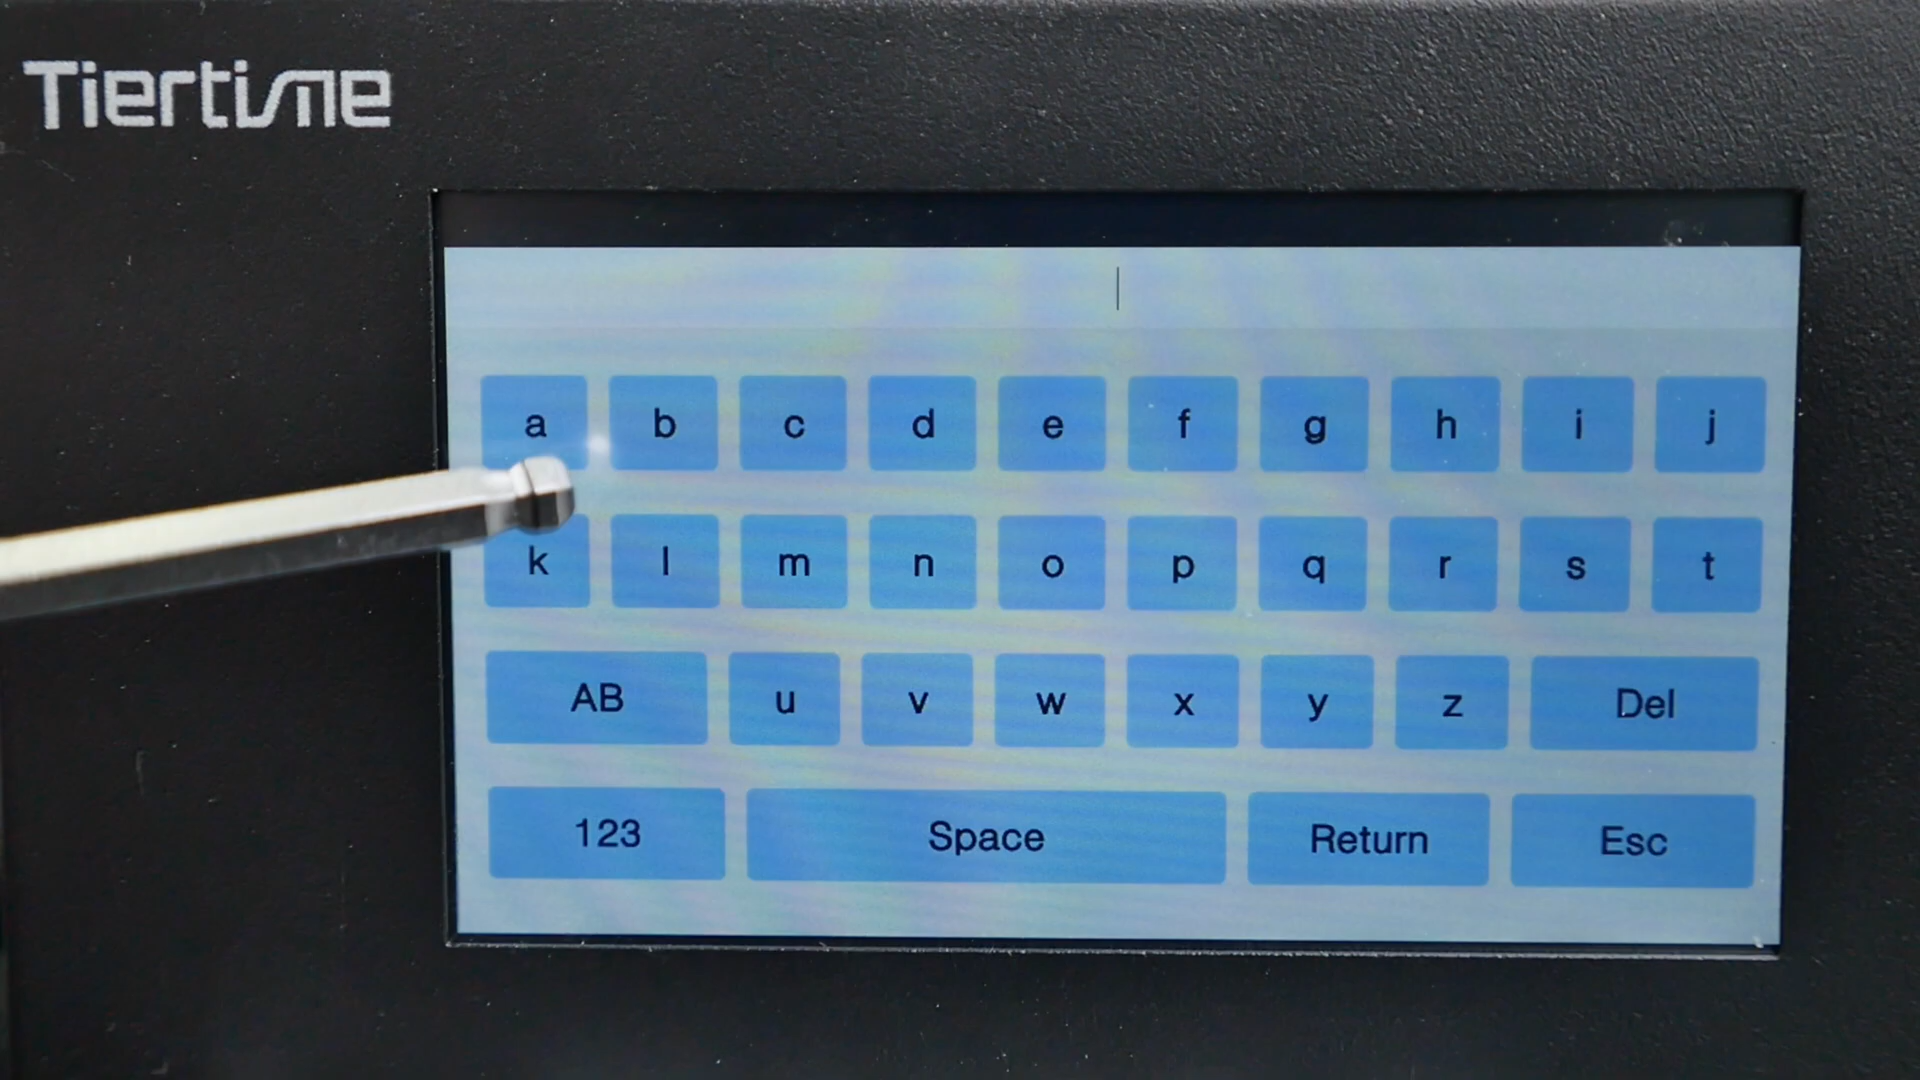 Tiertime
a b c d e f g h i j
k l m n o p q r s t
AB u v w x y z Del
123 Space Return Esc